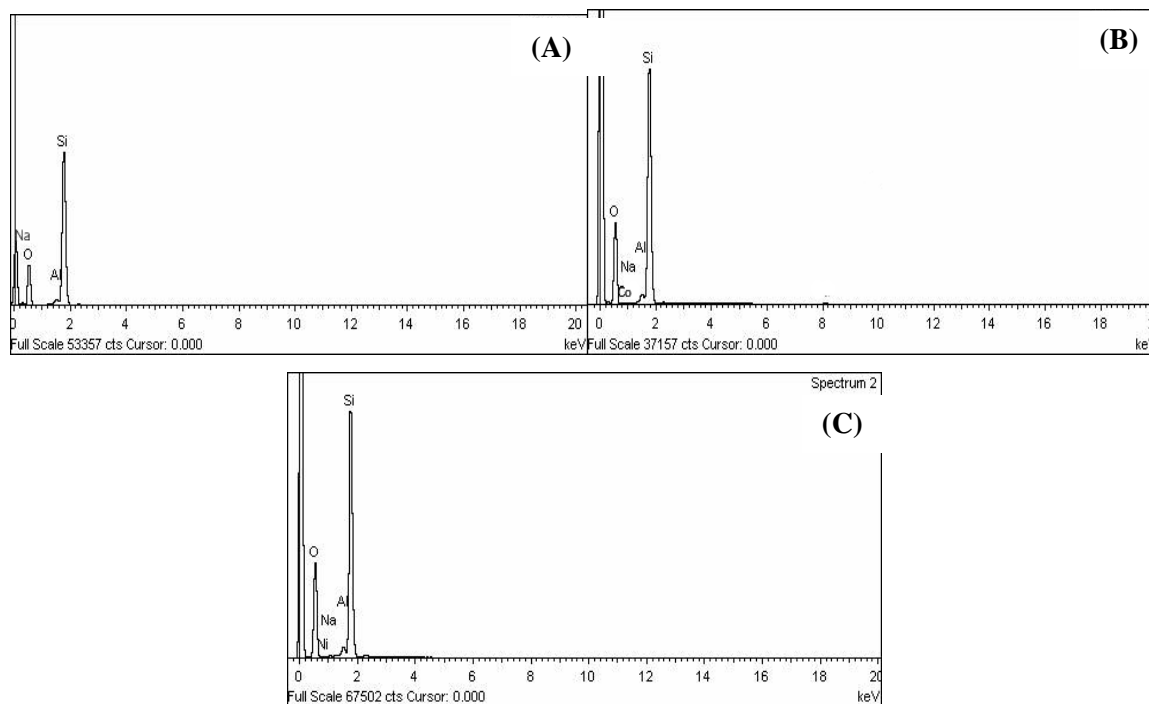 (A)
Si
Na
O
Al
0 2 4 6 8 10 12 14 16 18 20
Full Scale 53357 cts Cursor: 0.000 keV
(B)
Si
O
Al
Na
Co
0 2 4 6 8 10 12 14 16 18
Full Scale 37157 cts Cursor: 0.000
Spectrum 2
(C)
Si
O
Al
Na
Ni
0 2 4 6 8 10 12 14 16 18 20
Full Scale 67502 cts Cursor: 0.000 keV